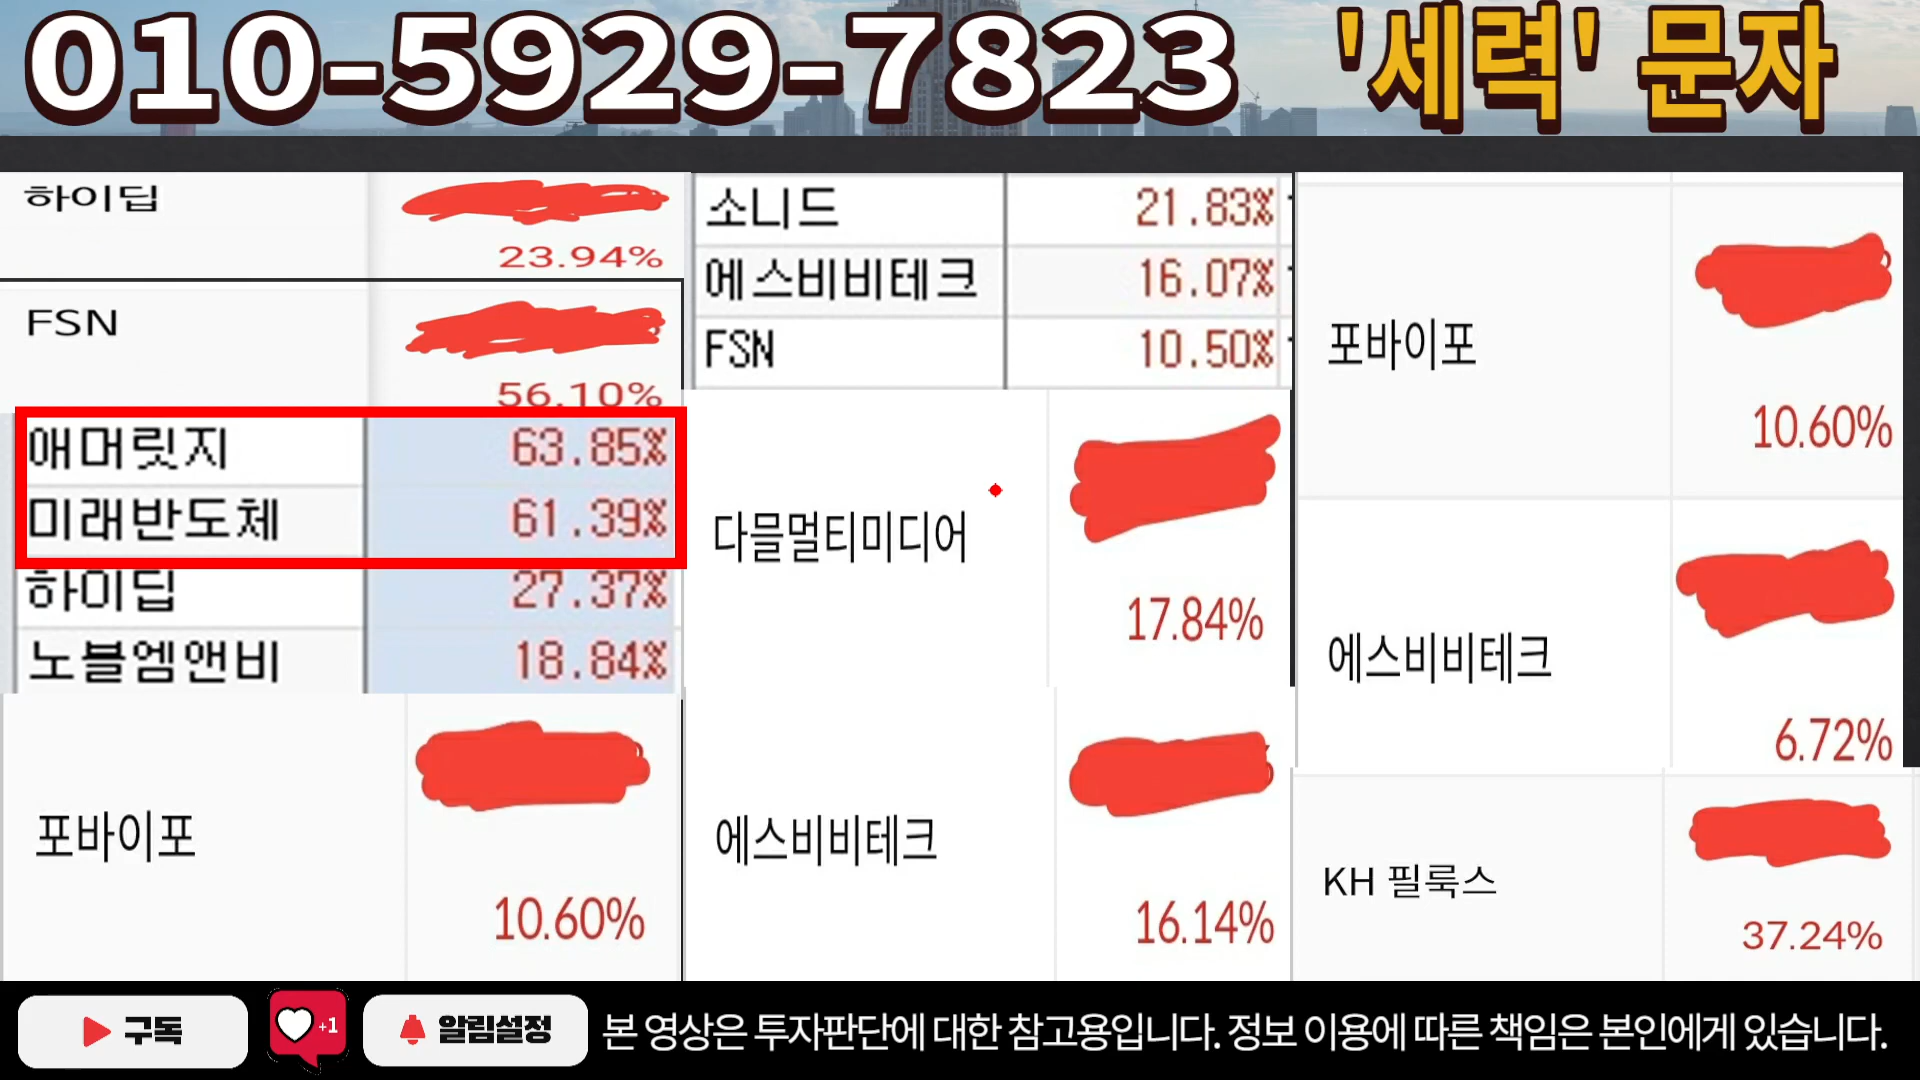 010-5929-7823 '세력' 문자
하이딥
23.94%
FSN
56.10%
애머릿지 63.85%
미래반도체 61.39%
하이딥 27.37%
노블엠앤비 18.84%
포바이포
10.60%
소니드 21.83%
에스비비테크 16.07%
FSN 10.50%
다믈멀티미디어
17.84%
에스비비테크
16.14%
포바이포
10.60%
에스비비테크
6.72%
KH 필룩스
37.24%
구독 +1 알림설정 본 영상은 투자판단에 대한 참고용입니다. 정보 이용에 따른 책임은 본인에게 있습니다.